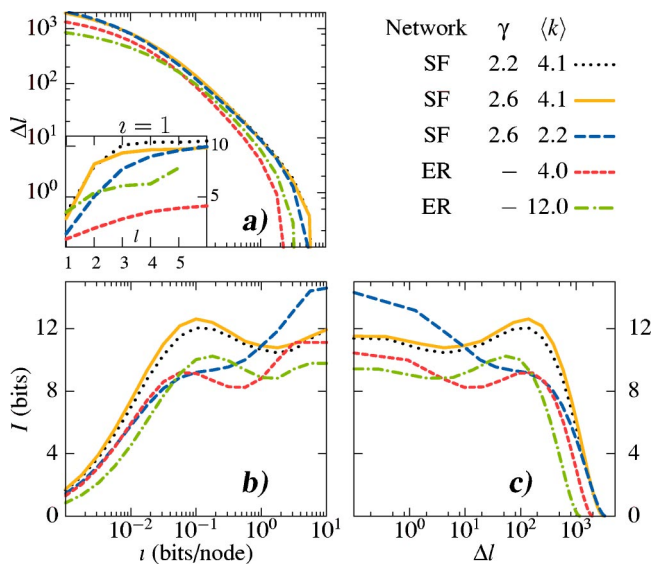 Network γ ⟨k⟩
SF 2.2 4.1
SF 2.6 4.1
SF 2.6 2.2
ER – 4.0
ER – 12.0
10³
10²
10¹
10⁰
Δl
ı = 1
10
5
l
1 2 3 4 5
a)
12
8
4
0
I (bits)
b)
10⁻² 10⁻¹ 10⁰ 10¹
ı (bits/node)
c)
12
8
4
0
10⁰ 10¹ 10² 10³
Δl